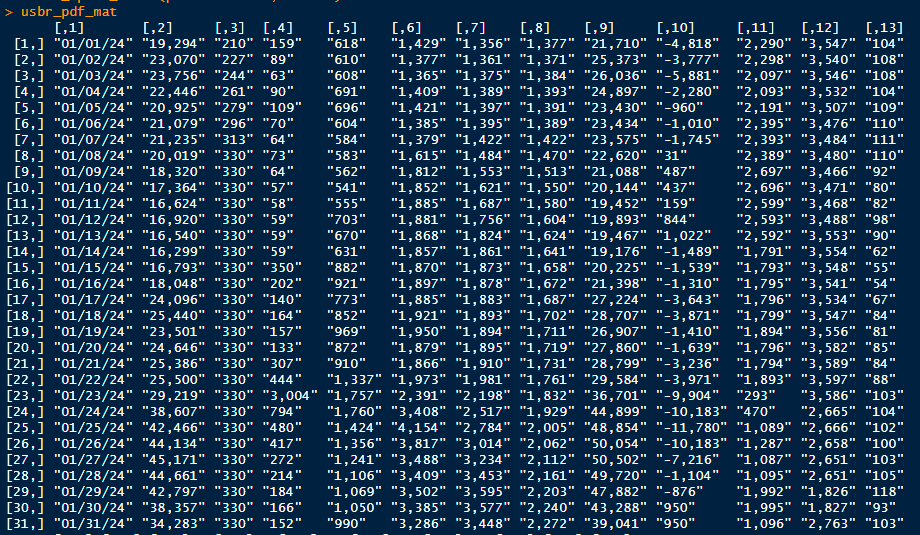 > usbr_pdf_mat
[,1] [,2] [,3] [,4] [,5] [,6] [,7] [,8] [,9] [,10] [,11] [,12] [,13]
[1,] "01/01/24" "19,294" "210" "159" "618" "1,429" "1,356" "1,377" "21,710" "-4,818" "2,290" "3,547" "104"
[2,] "01/02/24" "23,070" "227" "89" "610" "1,377" "1,361" "1,371" "25,373" "-3,777" "2,298" "3,540" "108"
[3,] "01/03/24" "23,756" "244" "63" "608" "1,365" "1,375" "1,384" "26,036" "-5,881" "2,097" "3,546" "108"
[4,] "01/04/24" "22,446" "261" "90" "691" "1,409" "1,389" "1,393" "24,897" "-2,280" "2,093" "3,532" "104"
[5,] "01/05/24" "20,925" "279" "109" "696" "1,421" "1,397" "1,391" "23,430" "-960" "2,191" "3,507" "109"
[6,] "01/06/24" "21,079" "296" "70" "604" "1,385" "1,395" "1,389" "23,434" "-1,010" "2,395" "3,476" "110"
[7,] "01/07/24" "21,235" "313" "64" "584" "1,379" "1,422" "1,422" "23,575" "-1,745" "2,393" "3,484" "111"
[8,] "01/08/24" "20,019" "330" "73" "583" "1,615" "1,484" "1,470" "22,620" "31" "2,389" "3,480" "110"
[9,] "01/09/24" "18,320" "330" "64" "562" "1,812" "1,553" "1,513" "21,088" "487" "2,697" "3,466" "92"
[10,] "01/10/24" "17,364" "330" "57" "541" "1,852" "1,621" "1,550" "20,144" "437" "2,696" "3,471" "80"
[11,] "01/11/24" "16,624" "330" "58" "555" "1,885" "1,687" "1,580" "19,452" "159" "2,599" "3,468" "82"
[12,] "01/12/24" "16,920" "330" "59" "703" "1,881" "1,756" "1,604" "19,893" "844" "2,593" "3,488" "98"
[13,] "01/13/24" "16,540" "330" "59" "670" "1,868" "1,824" "1,624" "19,467" "1,022" "2,592" "3,553" "90"
[14,] "01/14/24" "16,299" "330" "59" "631" "1,857" "1,861" "1,641" "19,176" "-1,489" "1,791" "3,554" "62"
[15,] "01/15/24" "16,793" "330" "350" "882" "1,870" "1,873" "1,658" "20,225" "-1,539" "1,793" "3,548" "55"
[16,] "01/16/24" "18,048" "330" "202" "921" "1,897" "1,878" "1,672" "21,398" "-1,310" "1,795" "3,541" "54"
[17,] "01/17/24" "24,096" "330" "140" "773" "1,885" "1,883" "1,687" "27,224" "-3,643" "1,796" "3,534" "67"
[18,] "01/18/24" "25,440" "330" "164" "852" "1,921" "1,893" "1,702" "28,707" "-3,871" "1,799" "3,547" "84"
[19,] "01/19/24" "23,501" "330" "157" "969" "1,950" "1,894" "1,711" "26,907" "-1,410" "1,894" "3,556" "81"
[20,] "01/20/24" "24,646" "330" "133" "872" "1,879" "1,895" "1,719" "27,860" "-1,639" "1,796" "3,582" "85"
[21,] "01/21/24" "25,386" "330" "307" "910" "1,866" "1,910" "1,731" "28,799" "-3,236" "1,794" "3,589" "84"
[22,] "01/22/24" "25,500" "330" "444" "1,337" "1,973" "1,981" "1,761" "29,584" "-3,971" "1,893" "3,597" "88"
[23,] "01/23/24" "29,219" "330" "3,004" "1,757" "2,391" "2,198" "1,832" "36,701" "-9,904" "293" "3,586" "103"
[24,] "01/24/24" "38,607" "330" "794" "1,760" "3,408" "2,517" "1,929" "44,899" "-10,183" "470" "2,665" "104"
[25,] "01/25/24" "42,466" "330" "480" "1,424" "4,154" "2,784" "2,005" "48,854" "-11,780" "1,089" "2,666" "102"
[26,] "01/26/24" "44,134" "330" "417" "1,356" "3,817" "3,014" "2,062" "50,054" "-10,183" "1,287" "2,658" "100"
[27,] "01/27/24" "45,171" "330" "272" "1,241" "3,488" "3,234" "2,112" "50,502" "-7,216" "1,087" "2,651" "103"
[28,] "01/28/24" "44,661" "330" "214" "1,106" "3,409" "3,453" "2,161" "49,720" "-1,104" "1,095" "2,651" "105"
[29,] "01/29/24" "42,797" "330" "184" "1,069" "3,502" "3,595" "2,203" "47,882" "-876" "1,992" "1,826" "118"
[30,] "01/30/24" "38,357" "330" "166" "1,050" "3,385" "3,577" "2,240" "43,288" "950" "1,995" "1,827" "93"
[31,] "01/31/24" "34,283" "330" "152" "990" "3,286" "3,448" "2,272" "39,041" "950" "1,096" "2,763" "103"